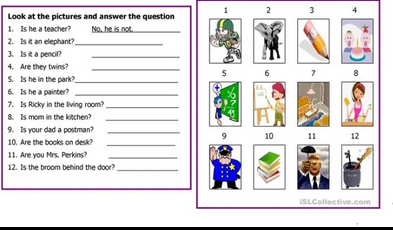 Look at the pictures and answer the question
1. Is he a teacher? No, he is not.
2. Is it an elephant?
3. Is it a pencil?
4. Are they twins?
5. Is he in the park?
6. Is he a painter?
7. Is Ricky in the living room?
8. Is mom in the kitchen?
9. Is your dad a postman?
10. Are the books on desk?
11. Are you Mrs. Perkins?
12. Is the broom behind the door?
1 2 3 4
5 6 7 8
9 10 11 12
iSLCollective.com